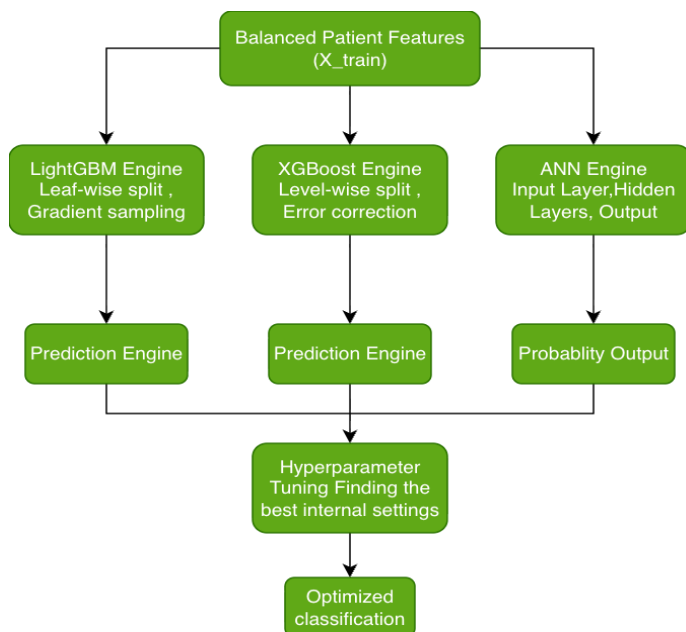 Balanced Patient Features
(X_train)
LightGBM Engine
Leaf-wise split ,
Gradient sampling
XGBoost Engine
Level-wise split ,
Error correction
ANN Engine
Input Layer,Hidden
Layers, Output
Prediction Engine
Prediction Engine
Probablity Output
Hyperparameter
Tuning Finding the
best internal settings
Optimized
classification